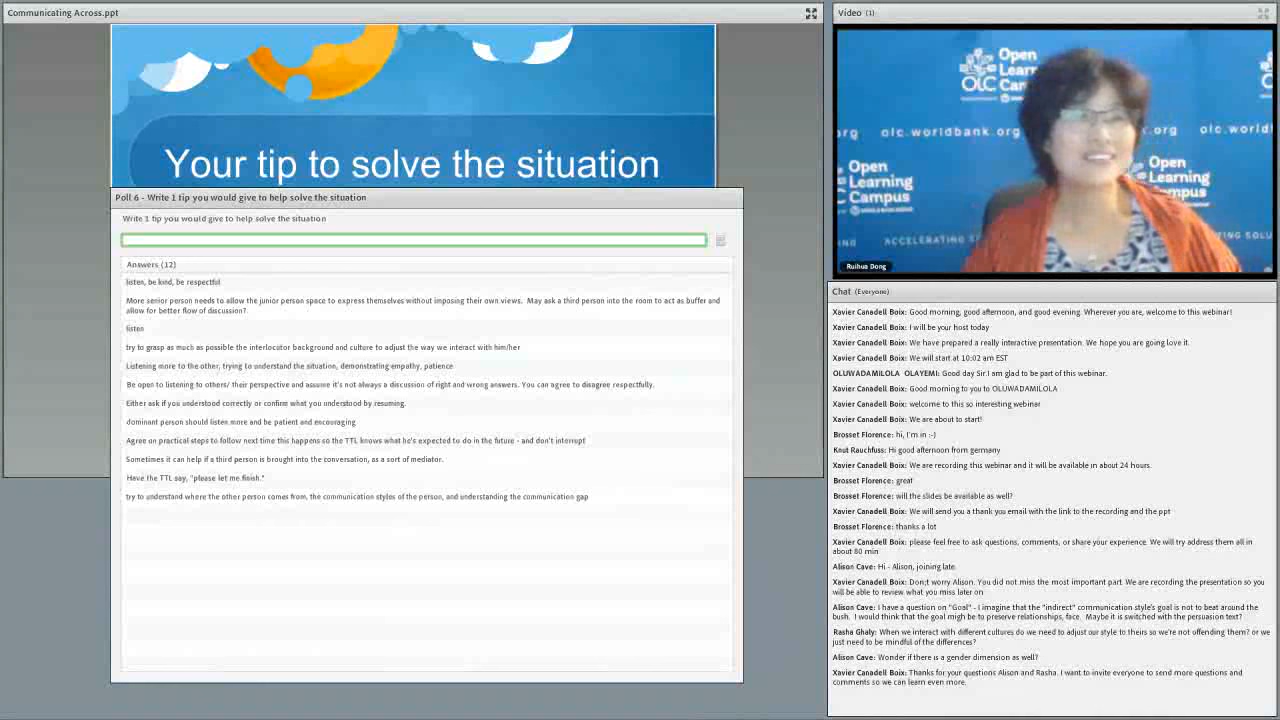 Communicating Across.ppt
Your tip to solve the situation
Poll 6 - Write 1 tip you would give to help solve the situation
Write 1 tip you would give to help solve the situation
Answers (12)
listen, be kind, be respectful
More senior person needs to allow the junior person space to express themselves without imposing their own views. May ask a third person into the room to act as buffer and
allow for better flow of discussion?
listen
try to grasp as much as possible the interlocator background and culture to adjust the way we interact with him/her
Listening more to the other, trying to understand the situation, demonstrating empathy, patience
Be open to listening to others/ their perspective and assume it's not always a discussion of right and wrong answers. You can agree to disagree respectfully.
Either ask if you understood correctly or confirm what you understood by resuming.
dominant person should listen more and be patient and encouraging
Agree on practical steps to follow next time this happens so the TTL knows what he's expected to do in the future - and don't interrupt
Sometimes it can help if a third person is brought into the conversation, as a sort of mediator.
Have the TTL say, "please let me finish."
try to understand where the other person comes from, the communication styles of the person, and understanding the communication gap
Video (1)
Open
Learning
Campus
OLC
.org olc.worldbank.org .org olc.world
Open
Learning
Campus
Open
Learning
Campus
ACCELERATING SOLU
Ruihua Dong
Chat (Everyone)
Xavier Canadell Boix: Good morning, good afternoon, and good evening. Wherever you are, welcome to this webinar!
Xavier Canadell Boix: I will be your host today
Xavier Canadell Boix: We have prepared a really interactive presentation. We hope you are going love it.
Xavier Canadell Boix: We will start at 10:02 am EST
OLUWADAMILOLA OLAYEMI: Good day Sir.I am glad to be part of this webinar.
Xavier Canadell Boix: Good morning to you to OLUWADAMILOLA
Xavier Canadell Boix: welcome to this so interesting webinar
Xavier Canadell Boix: We are about to start!
Brosset Florence: hi, I'm in :-)
Knut Rauchfuss: Hi good afternoon from germany
Xavier Canadell Boix: We are recording this webinar and it will be available in about 24 hours.
Brosset Florence: great
Brosset Florence: will the slides be available as well?
Xavier Canadell Boix: We will send you a thank you email with the link to the recording and the ppt
Brosset Florence: thanks a lot
Xavier Canadell Boix: please feel free to ask questions, comments, or share your experience. We will try address them all in
about 80 min
Alison Cave: Hi - Alison, joining late.
Xavier Canadell Boix: Don;t worry Alison. You did not miss the most important part. We are recording the presentation so you
will be able to review what you miss later on
Alison Cave: I have a question on "Goal" - I imagine that the "indirect" communication style's goal is not to beat around the
bush. I would think that the goal migh be to preserve relationships, face. Maybe it is switched with the persuasion text?
Rasha Ghaly: When we interact with different cultures do we need to adjust our style to theirs so we're not offending them? or we
just need to be mindful of the differences?
Alison Cave: Wonder if there is a gender dimension as well?
Xavier Canadell Boix: Thanks for your questions Alison and Rasha. I want to invite everyone to send more questions and
comments so we can learn even more.